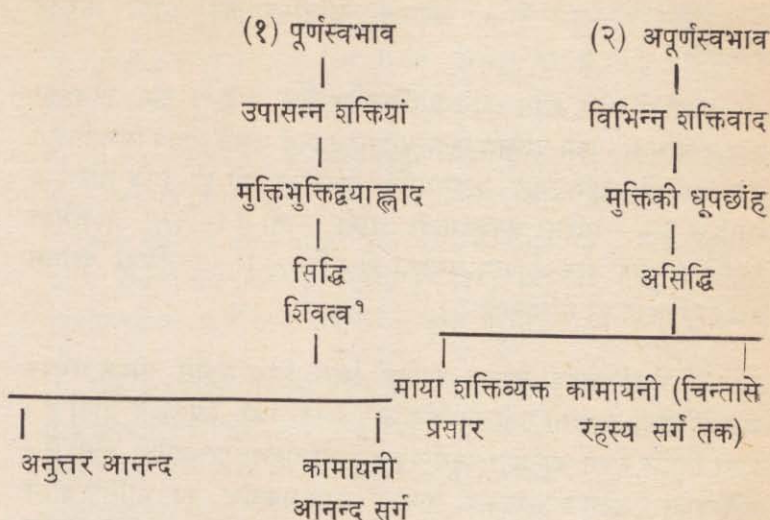 (१) पूर्णस्वभाव (२) अपूर्णस्वभाव
उपासन्न शक्तियां विभिन्न शक्तिवाद
मुक्तिभुक्तिद्वयाह्लाद मुक्तिकी धूपछांह
सिद्धि असिद्धि
शिवत्व१
माया शक्तिव्यक्त कामायनी (चिन्तासे
प्रसार रहस्य सर्ग तक)
अनुत्तर आनन्द कामायनी
आनन्द सर्ग